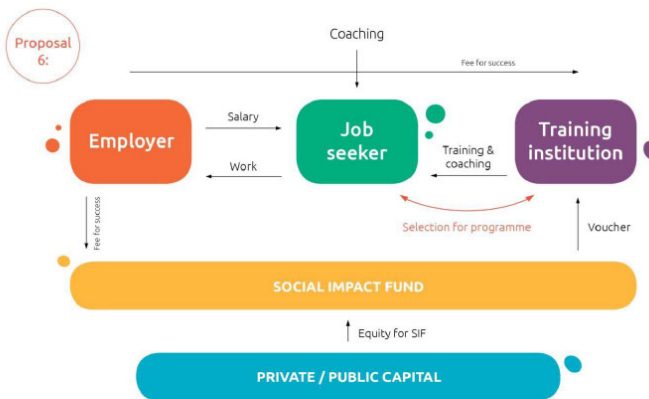 Proposal
6:
Coaching
Fee for success
Employer
Salary
Work
Job
seeker
Training &
coaching
Training
institution
Fee for success
Selection for programme
Voucher
SOCIAL IMPACT FUND
Equity for SIF
PRIVATE / PUBLIC CAPITAL